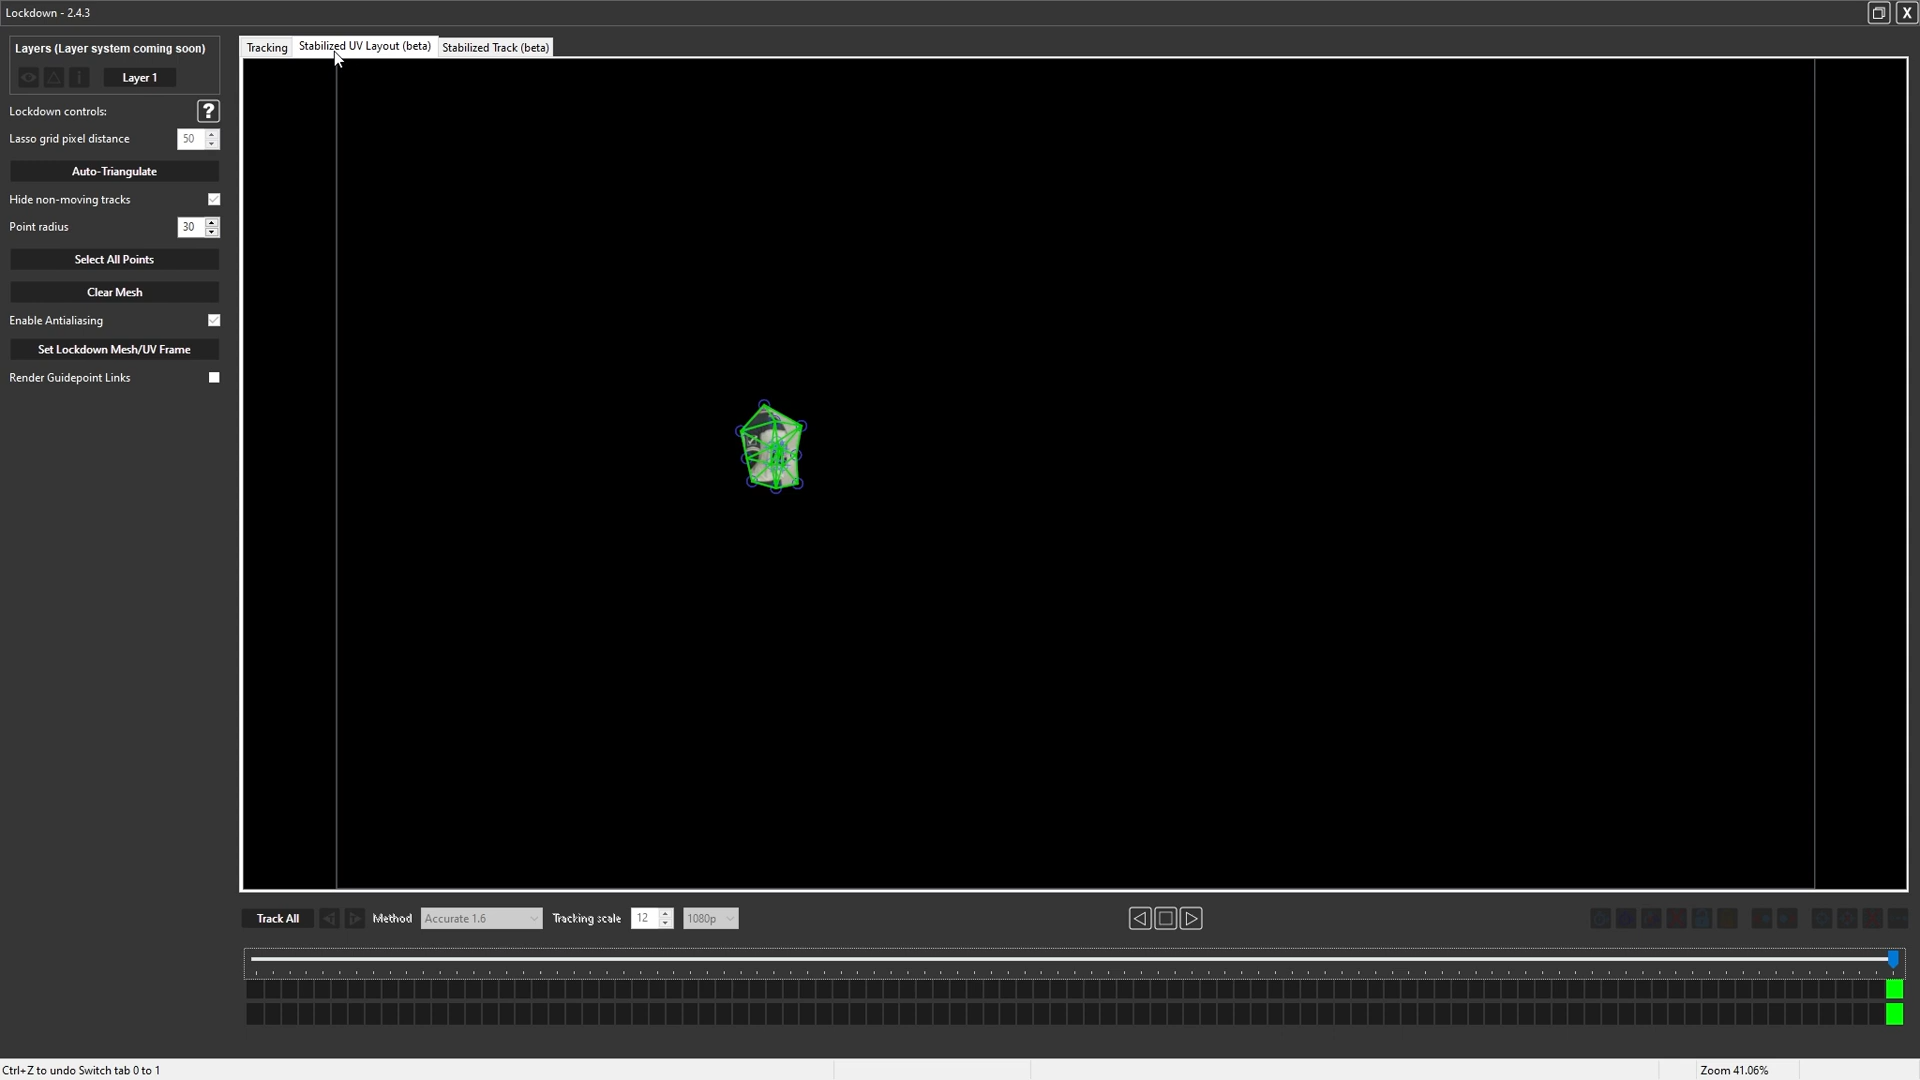 Lockdown - 2.4.3
X
Layers (Layer system coming soon)
Layer 1
Tracking
Stabilized UV Layout (beta)
Stabilized Track (beta)
Lockdown controls:
?
Lasso grid pixel distance
50
Auto-Triangulate
Hide non-moving tracks
Point radius
30
Select All Points
Clear Mesh
Enable Antialiasing
Set Lockdown Mesh/UV Frame
Render Guidepoint Links
Track All
Method
Accurate 1.6
Tracking scale
12
1080p
Ctrl+Z to undo Switch tab 0 to 1
Zoom 41.06%